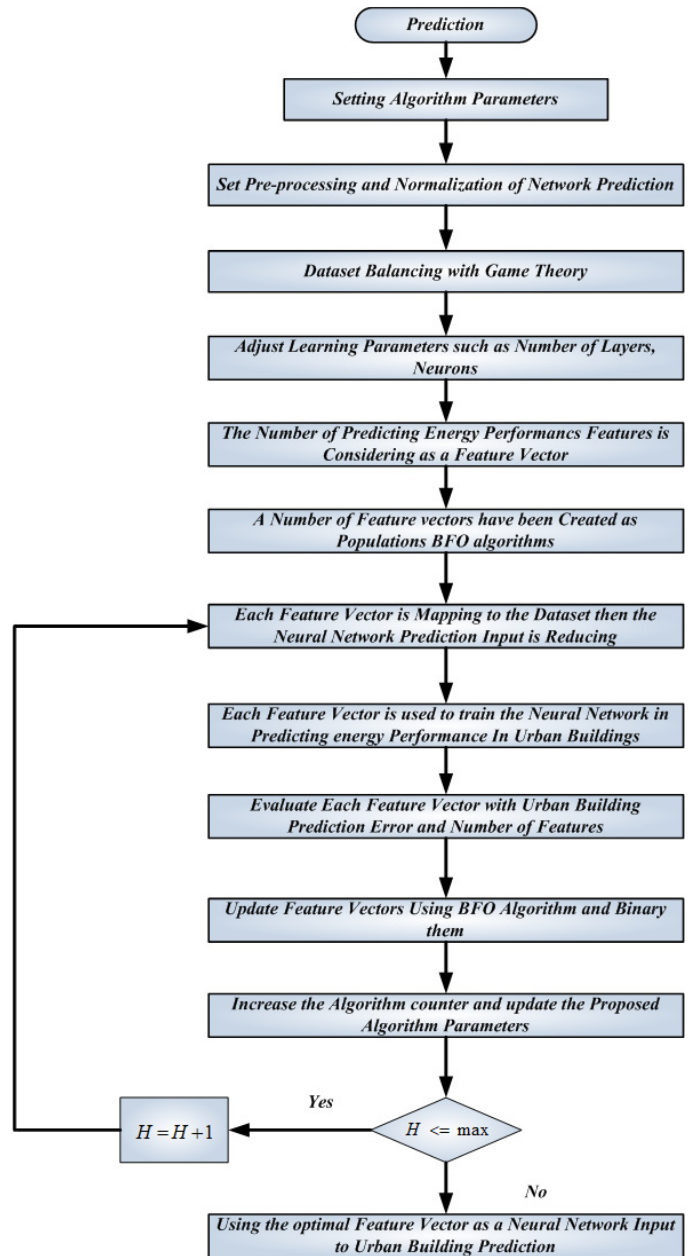 Prediction
Setting Algorithm Parameters
Set Pre-processing and Normalization of Network Prediction
Dataset Balancing with Game Theory
Adjust Learning Parameters such as Number of Layers,
Neurons
The Number of Predicting Energy Performancs Features is
Considering as a Feature Vector
A Number of Feature vectors have been Created as
Populations BFO algorithms
Each Feature Vector is Mapping to the Dataset then the
Neural Network Prediction Input is Reducing
Each Feature Vector is used to train the Neural Network in
Predicting energy Performance In Urban Buildings
Evaluate Each Feature Vector with Urban Building
Prediction Error and Number of Features
Update Feature Vectors Using BFO Algorithm and Binary
them
Increase the Algorithm counter and update the Proposed
Algorithm Parameters
Yes
H = H +1
H <= max
No
Using the optimal Feature Vector as a Neural Network Input
to Urban Building Prediction